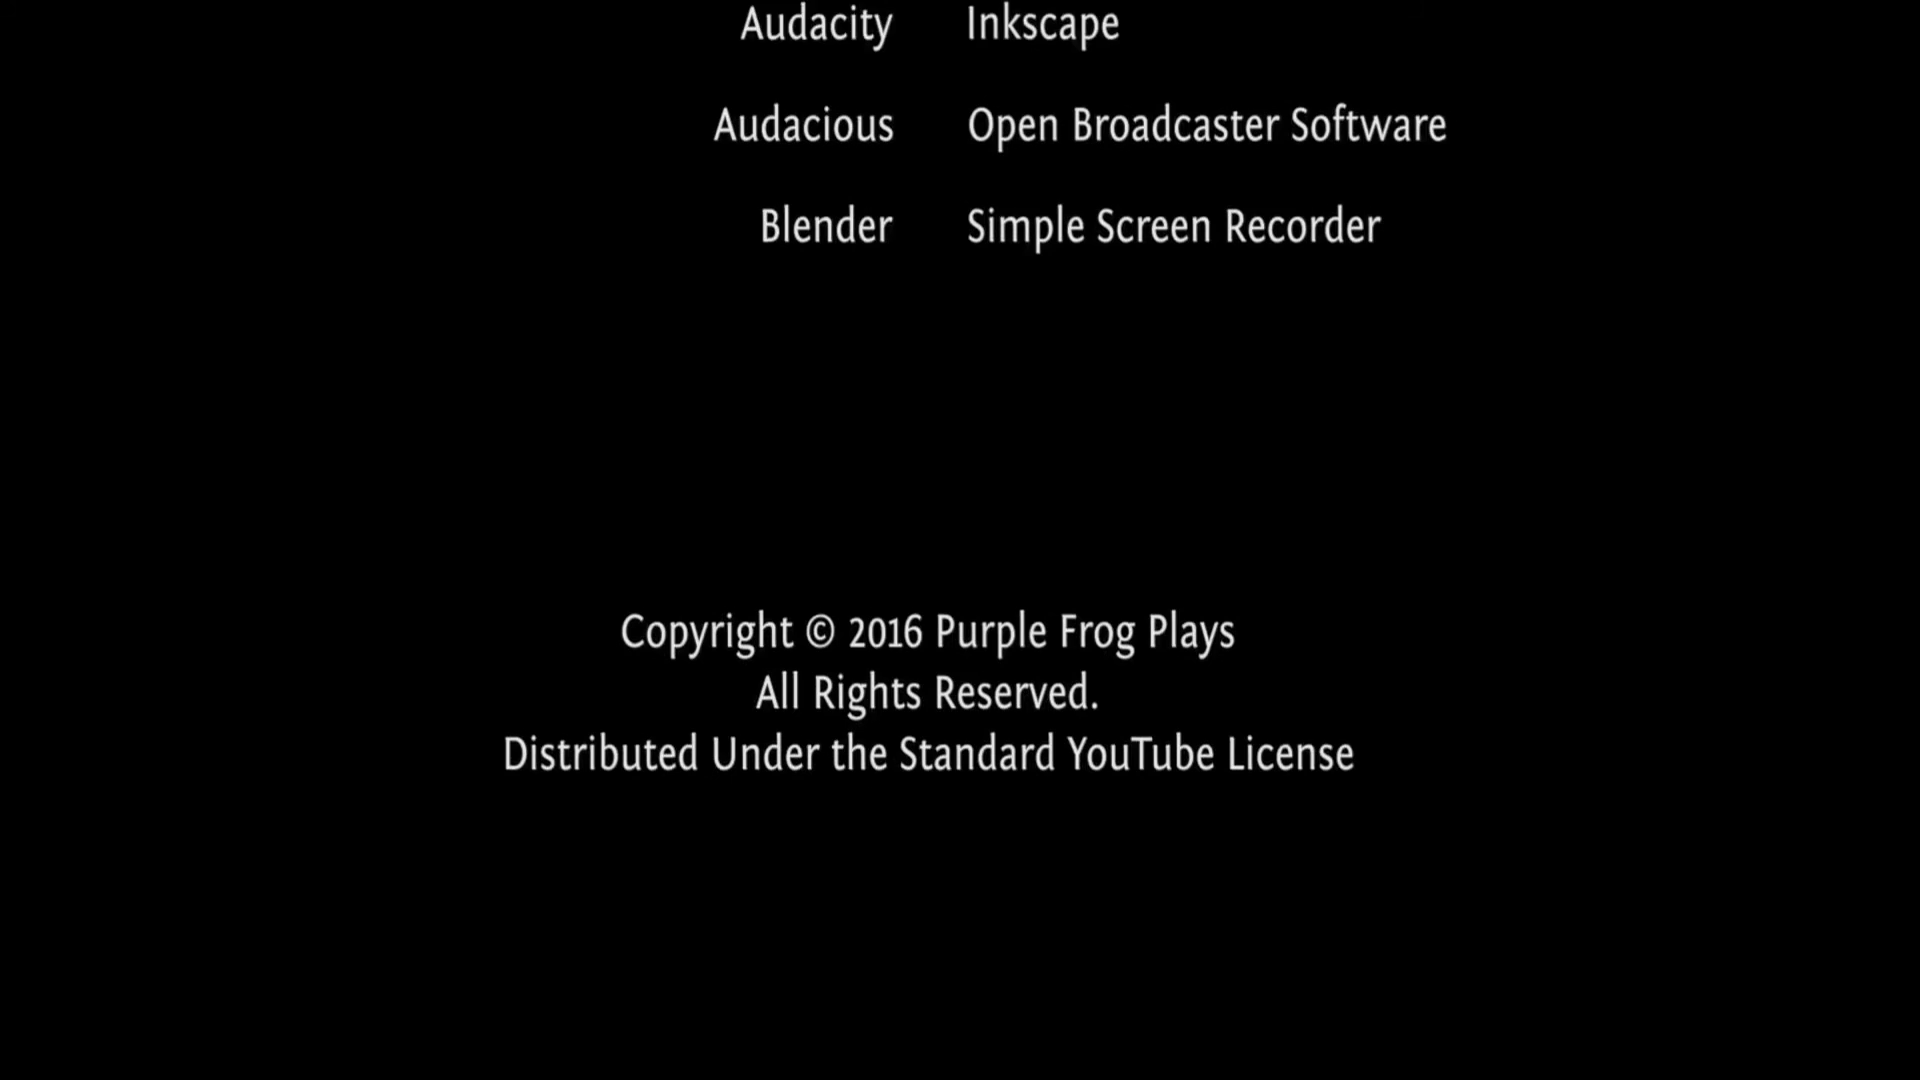 Audacity Inkscape
Audacious Open Broadcaster Software
Blender Simple Screen Recorder
Copyright © 2016 Purple Frog Plays
All Rights Reserved.
Distributed Under the Standard YouTube License